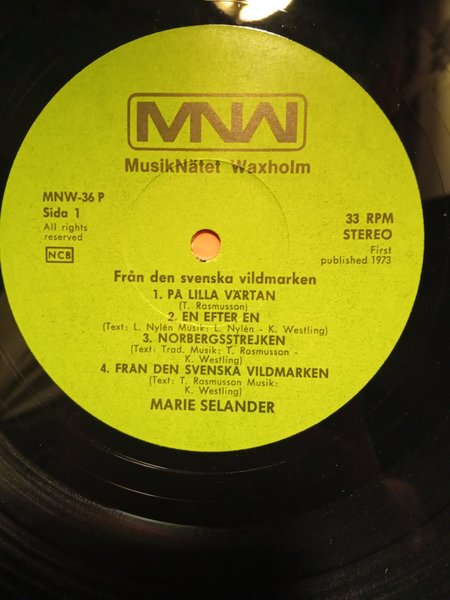 MNW
MusikNätet Waxholm
MNW-36 P
Sida 1
All rights
reserved
NCB
33 RPM
STEREO
First
published 1973
Från den svenska vildmarken
1. PÅ LILLA VÄRTAN
(T. Rasmusson)
2. EN EFTER EN
(Text: L. Nylén Musik: L. Nylén - K. Westling)
3. NORBERGSSTREJKEN
(Text: Trad. Musik: T. Rasmusson -
K. Westling)
4. FRAN DEN SVENSKA VILDMARKEN
(Text: T. Rasmusson Musik:
K. Westling)
MARIE SELANDER